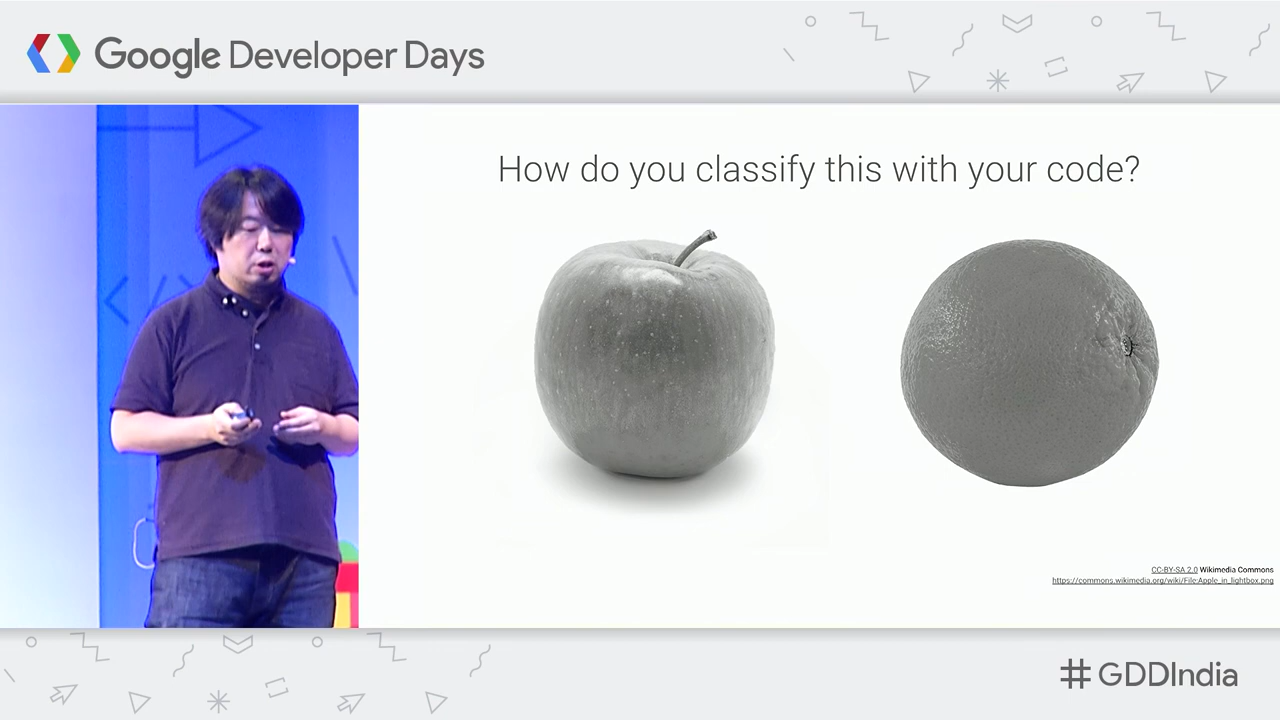 Google Developer Days
How do you classify this with your code?
CC-BY-SA 2.0 Wikimedia Commons
https://commons.wikimedia.org/wiki/File:Apple_in_lightbox.png
#GDDIndia